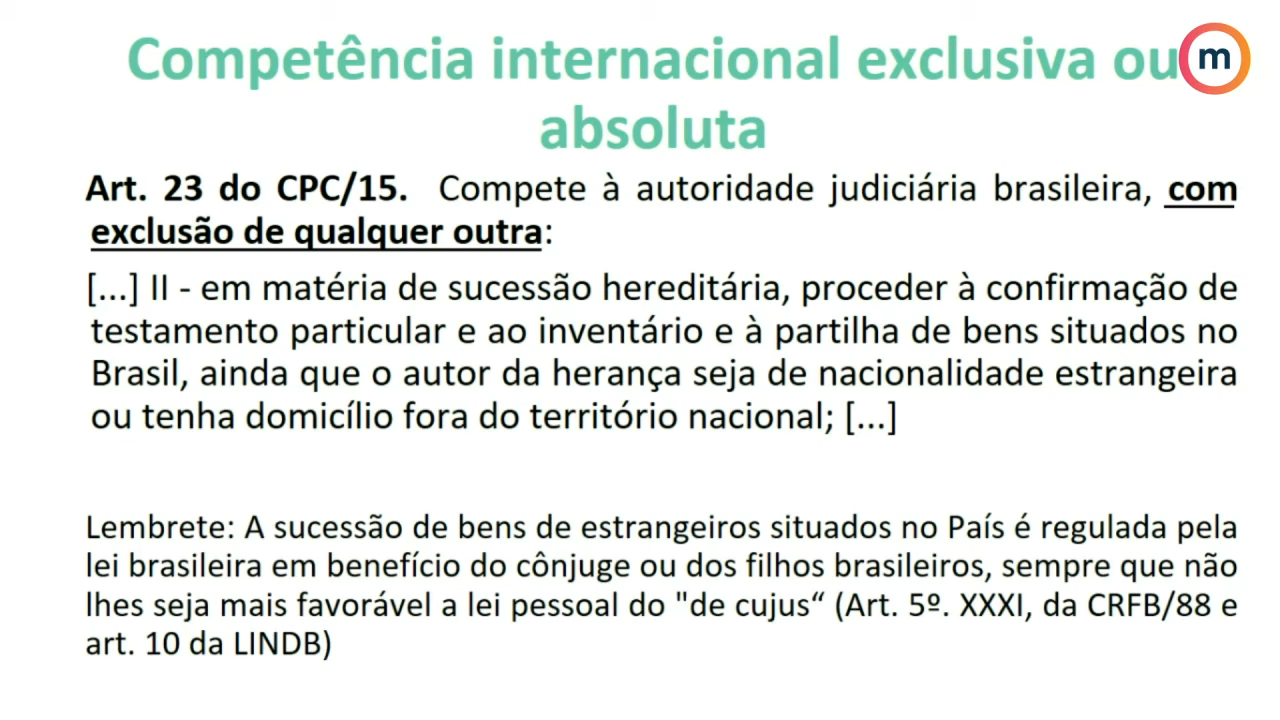 Competência internacional exclusiva ou
absoluta
m
Art. 23 do CPC/15. Compete à autoridade judiciária brasileira, com
exclusão de qualquer outra:
[...] II - em matéria de sucessão hereditária, proceder à confirmação de
testamento particular e ao inventário e à partilha de bens situados no
Brasil, ainda que o autor da herança seja de nacionalidade estrangeira
ou tenha domicílio fora do território nacional; [...]
Lembrete: A sucessão de bens de estrangeiros situados no País é regulada pela
lei brasileira em benefício do cônjuge ou dos filhos brasileiros, sempre que não
lhes seja mais favorável a lei pessoal do "de cujus“ (Art. 5º. XXXI, da CRFB/88 e
art. 10 da LINDB)